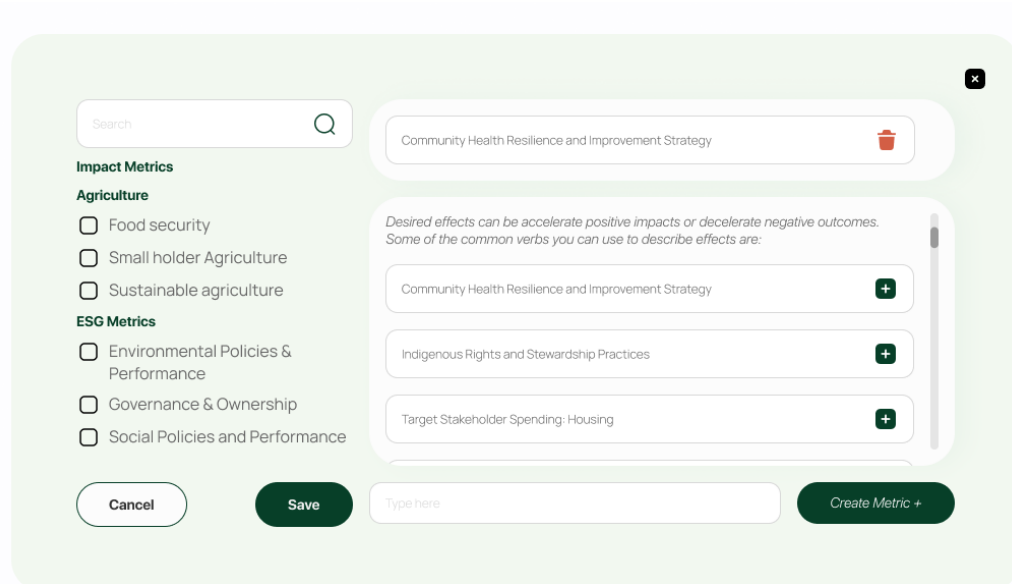 Search
Impact Metrics
Agriculture
Food security
Small holder Agriculture
Sustainable agriculture
ESG Metrics
Environmental Policies &
Performance
Governance & Ownership
Social Policies and Performance
Cancel
Save
Community Health Resilience and Improvement Strategy
Desired effects can be accelerate positive impacts or decelerate negative outcomes.
Some of the common verbs you can use to describe effects are:
Community Health Resilience and Improvement Strategy
Indigenous Rights and Stewardship Practices
Target Stakeholder Spending: Housing
Type here
Create Metric +